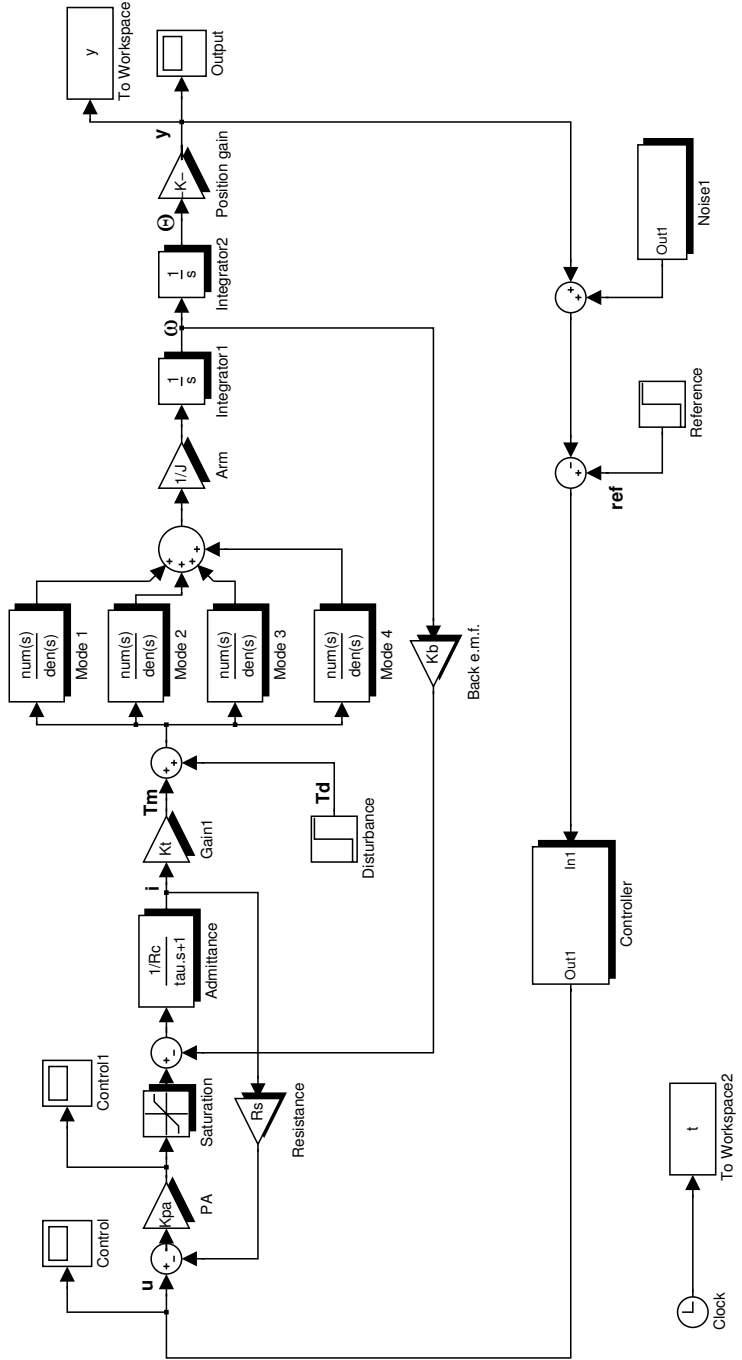 Control
Control1
u
+
-
Kpa
PA
Saturation
+
-
1/Rc
tau.s+1
Admittance
i
Rs
Resistance
Kt
Gain1
Tm
+
+
Td
Disturbance
num(s)
den(s)
Mode 1
num(s)
den(s)
Mode 2
num(s)
den(s)
Mode 3
num(s)
den(s)
Mode 4
+
+
+
+
1/J
Arm
1
s
Integrator1
ω
1
s
Integrator2
Θ
-K-
Position gain
y
Output
y
To Workspace
Kb
Back e.m.f.
Out1
In1
Controller
-
+
ref
Reference
+
+
Out1
Noise1
Clock
t
To Workspace2